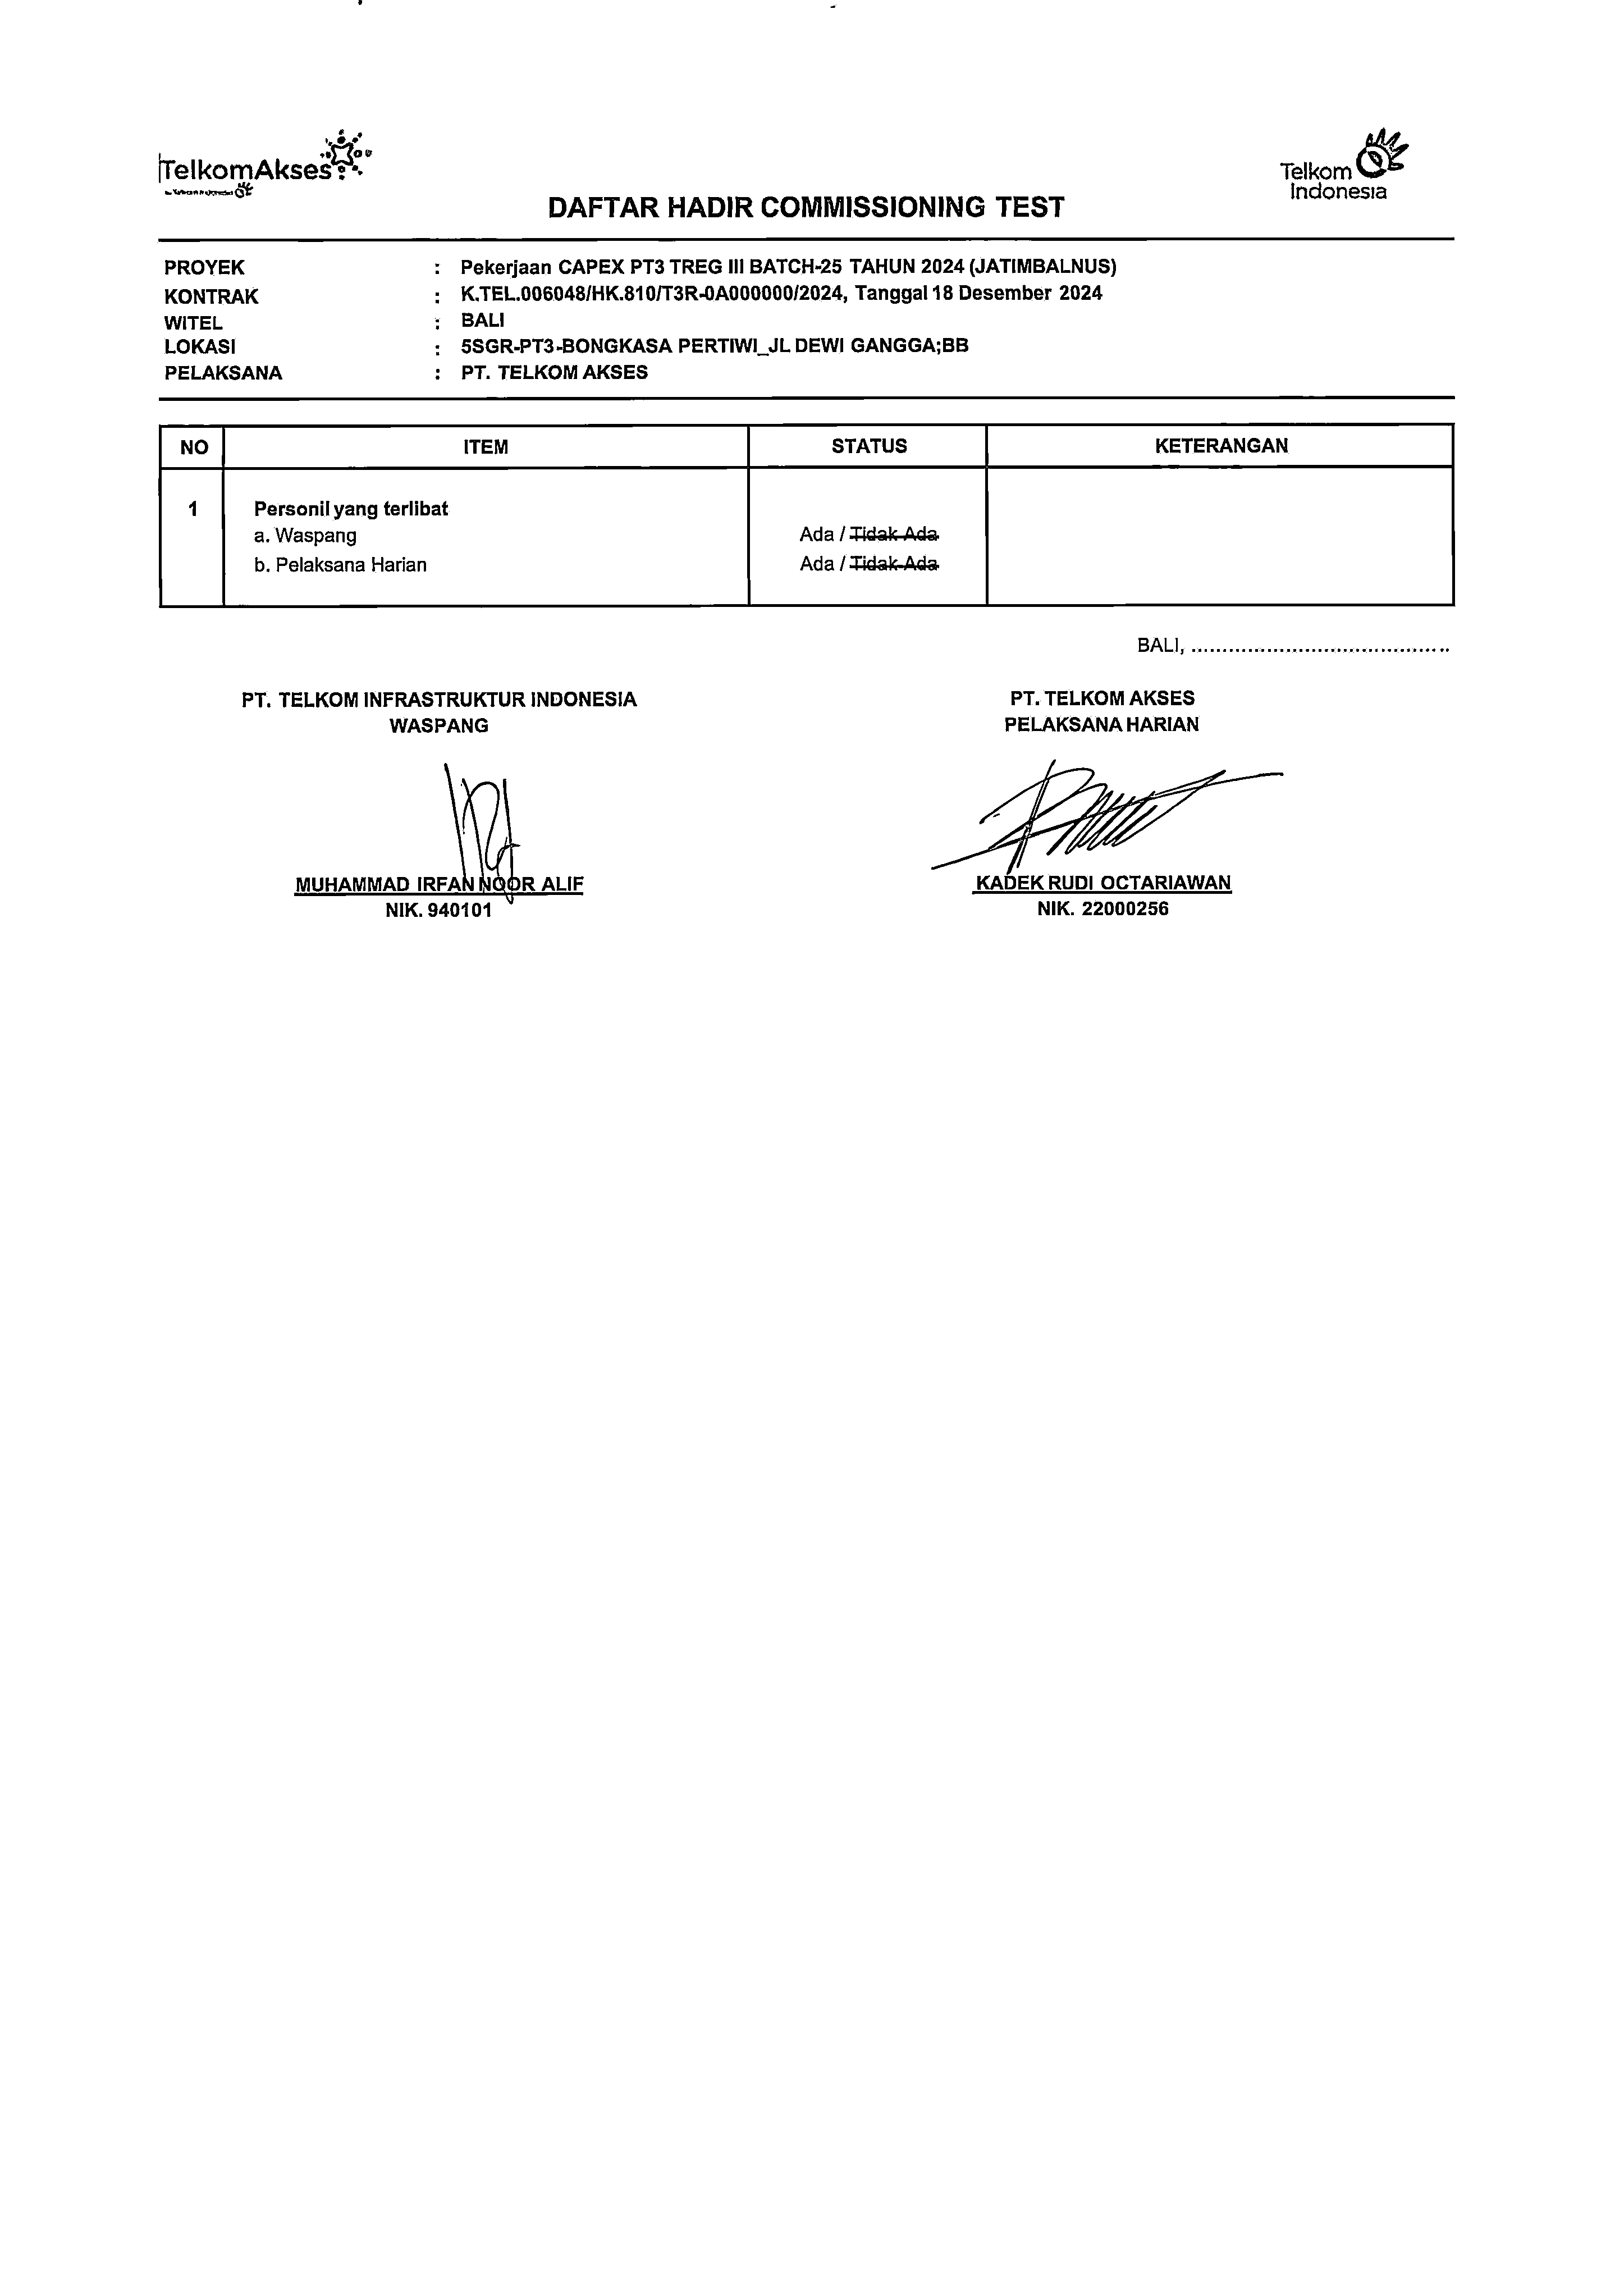 TelkomAkses
Telkom
Indonesia
DAFTAR HADIR COMMISSIONING TEST
PROYEK : Pekerjaan CAPEX PT3 TREG III BATCH-25 TAHUN 2024 (JATIMBALNUS)
KONTRAK : K.TEL.006048/HK.810/T3R-0A000000/2024, Tanggal 18 Desember 2024
WITEL : BALI
LOKASI : 5SGR-PT3-BONGKASA PERTIWI_JL DEWI GANGGA;BB
PELAKSANA : PT. TELKOM AKSES
NO ITEM STATUS KETERANGAN
1 Personil yang terlibat
a. Waspang Ada / Tidak Ada
b. Pelaksana Harian Ada / Tidak Ada
BALI, .........................................
PT. TELKOM INFRASTRUKTUR INDONESIA PT. TELKOM AKSES
WASPANG PELAKSANA HARIAN
MUHAMMAD IRFAN NOOR ALIF KADEK RUDI OCTARIAWAN
NIK. 940101 NIK. 22000256